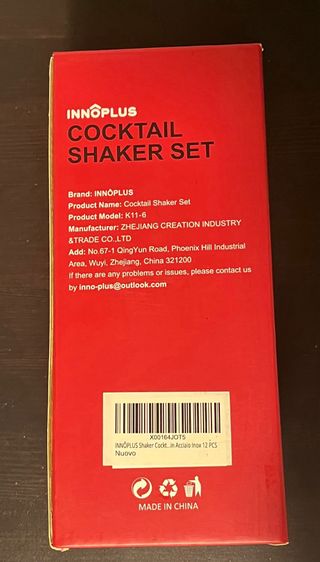 INNÔPLUS
COCKTAIL
SHAKER SET
Brand: INNÔPLUS
Product Name: Cocktail Shaker Set
Product Model: K11-6
Manufacturer: ZHEJIANG CREATION INDUSTRY
&TRADE CO.,LTD
Add: No.67-1 QingYun Road, Phoenix Hill Industrial
Area, Wuyi, Zhejiang, China 321200
If there are any problems or issues, please contact us
by inno-plus@outlook.com
X00164JOT5
INNÔPLUS Shaker Cockt...in Acciaio Inox 12 PCS
Nuovo
MADE IN CHINA